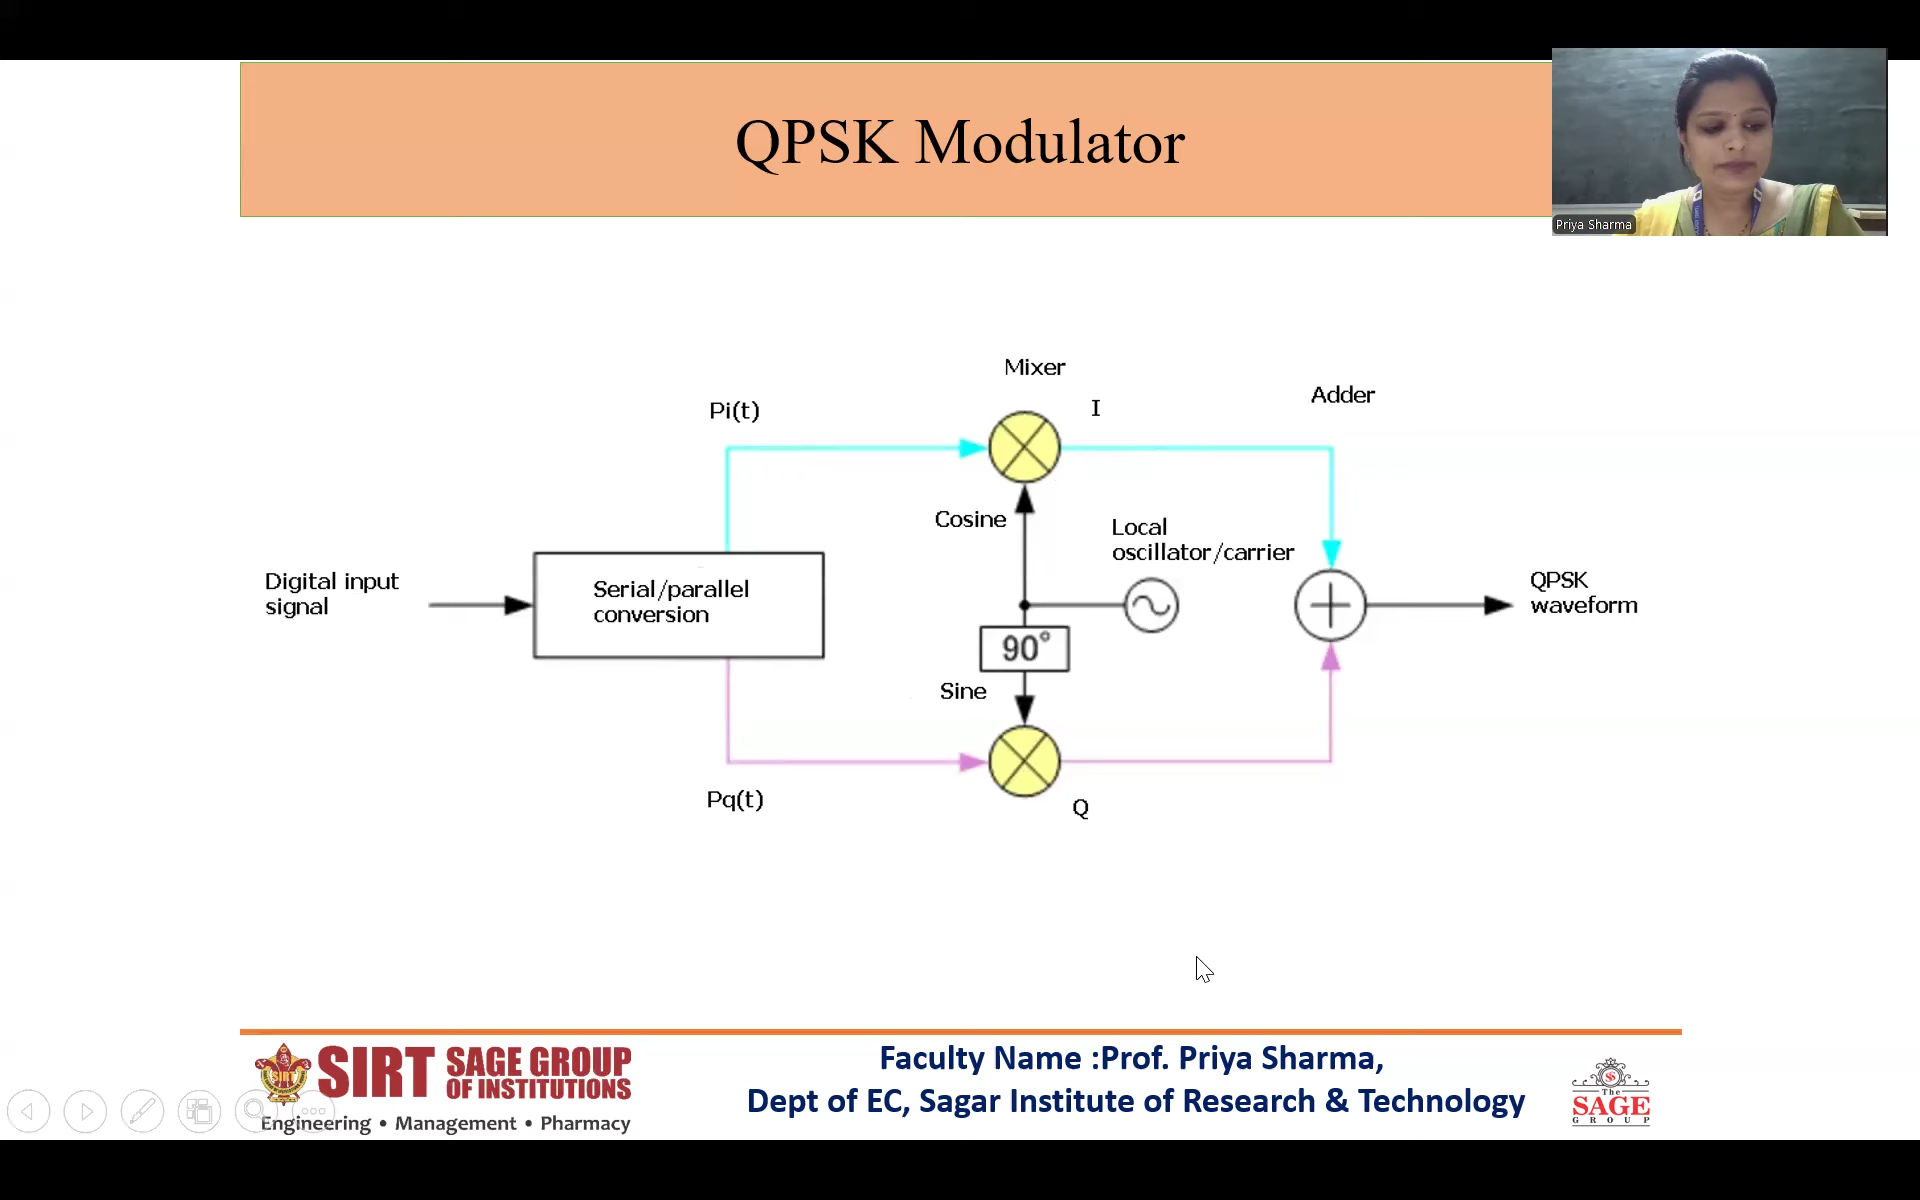 QPSK Modulator
Priya Sharma
Mixer
Pi(t)
I
Adder
Cosine
Local
oscillator/carrier
Digital input
signal
Serial/parallel
conversion
QPSK
waveform
90°
Sine
Pq(t)
Q
SIRT SAGE GROUP
OF INSTITUTIONS
Engineering • Management • Pharmacy
Faculty Name :Prof. Priya Sharma,
Dept of EC, Sagar Institute of Research & Technology
The
SAGE
GROUP